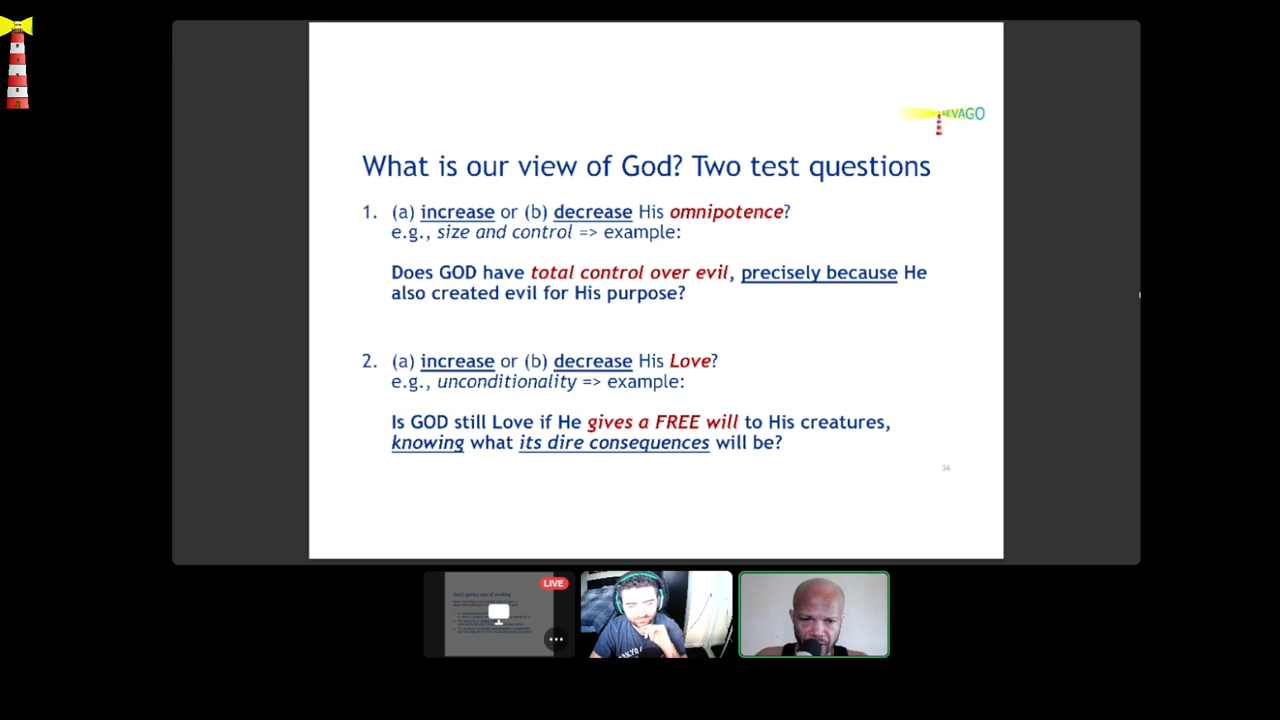 EVAGO
What is our view of God? Two test questions
1. (a) increase or (b) decrease His omnipotence?
e.g., size and control => example:
Does GOD have total control over evil, precisely because He
also created evil for His purpose?
2. (a) increase or (b) decrease His Love?
e.g., unconditionality => example:
Is GOD still Love if He gives a FREE will to His creatures,
knowing what its dire consequences will be?
34
LIVE